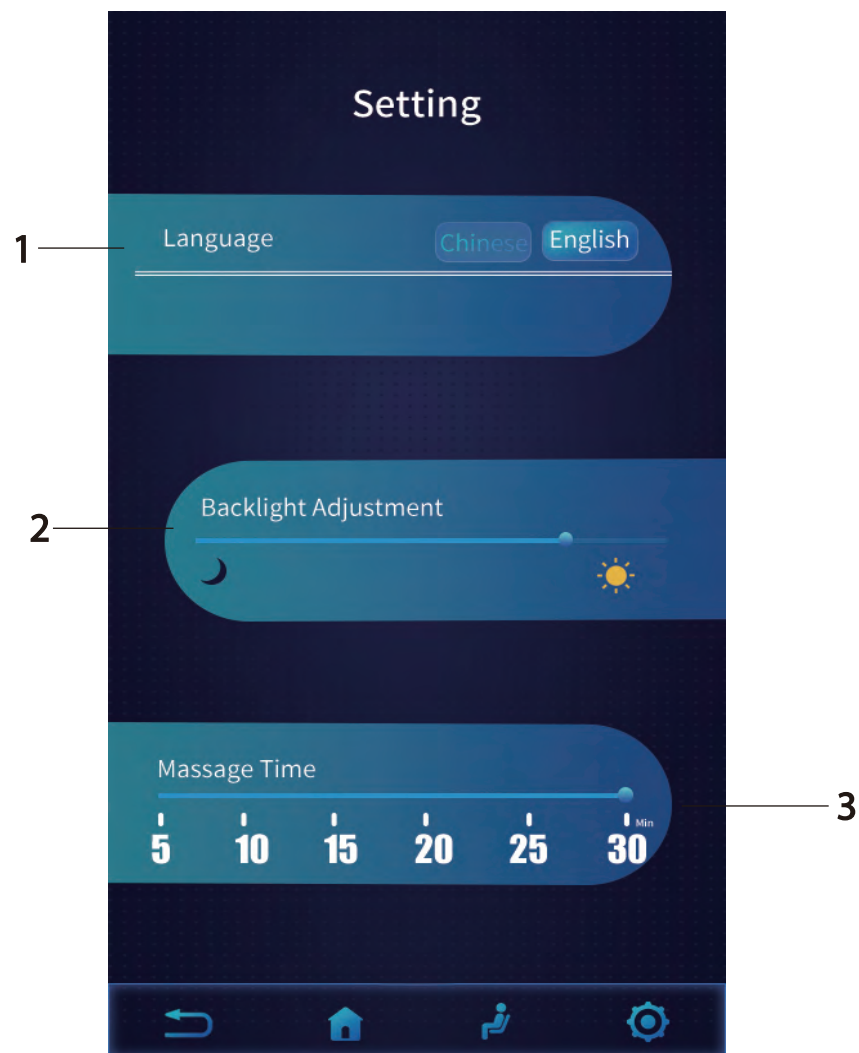 Setting
1
Language Chinese English
2
Backlight Adjustment
Massage Time
3
Min
5 10 15 20 25 30